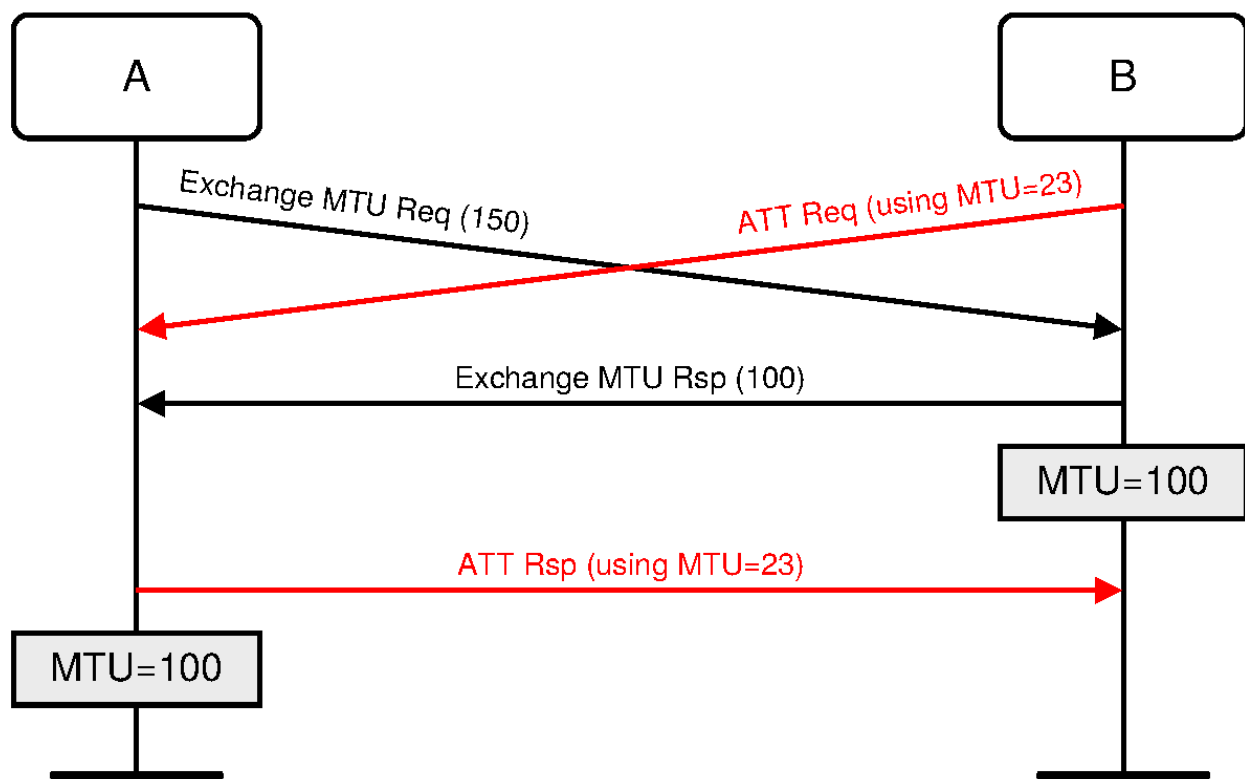 A
B
Exchange MTU Req (150)
ATT Req (using MTU=23)
Exchange MTU Rsp (100)
MTU=100
ATT Rsp (using MTU=23)
MTU=100